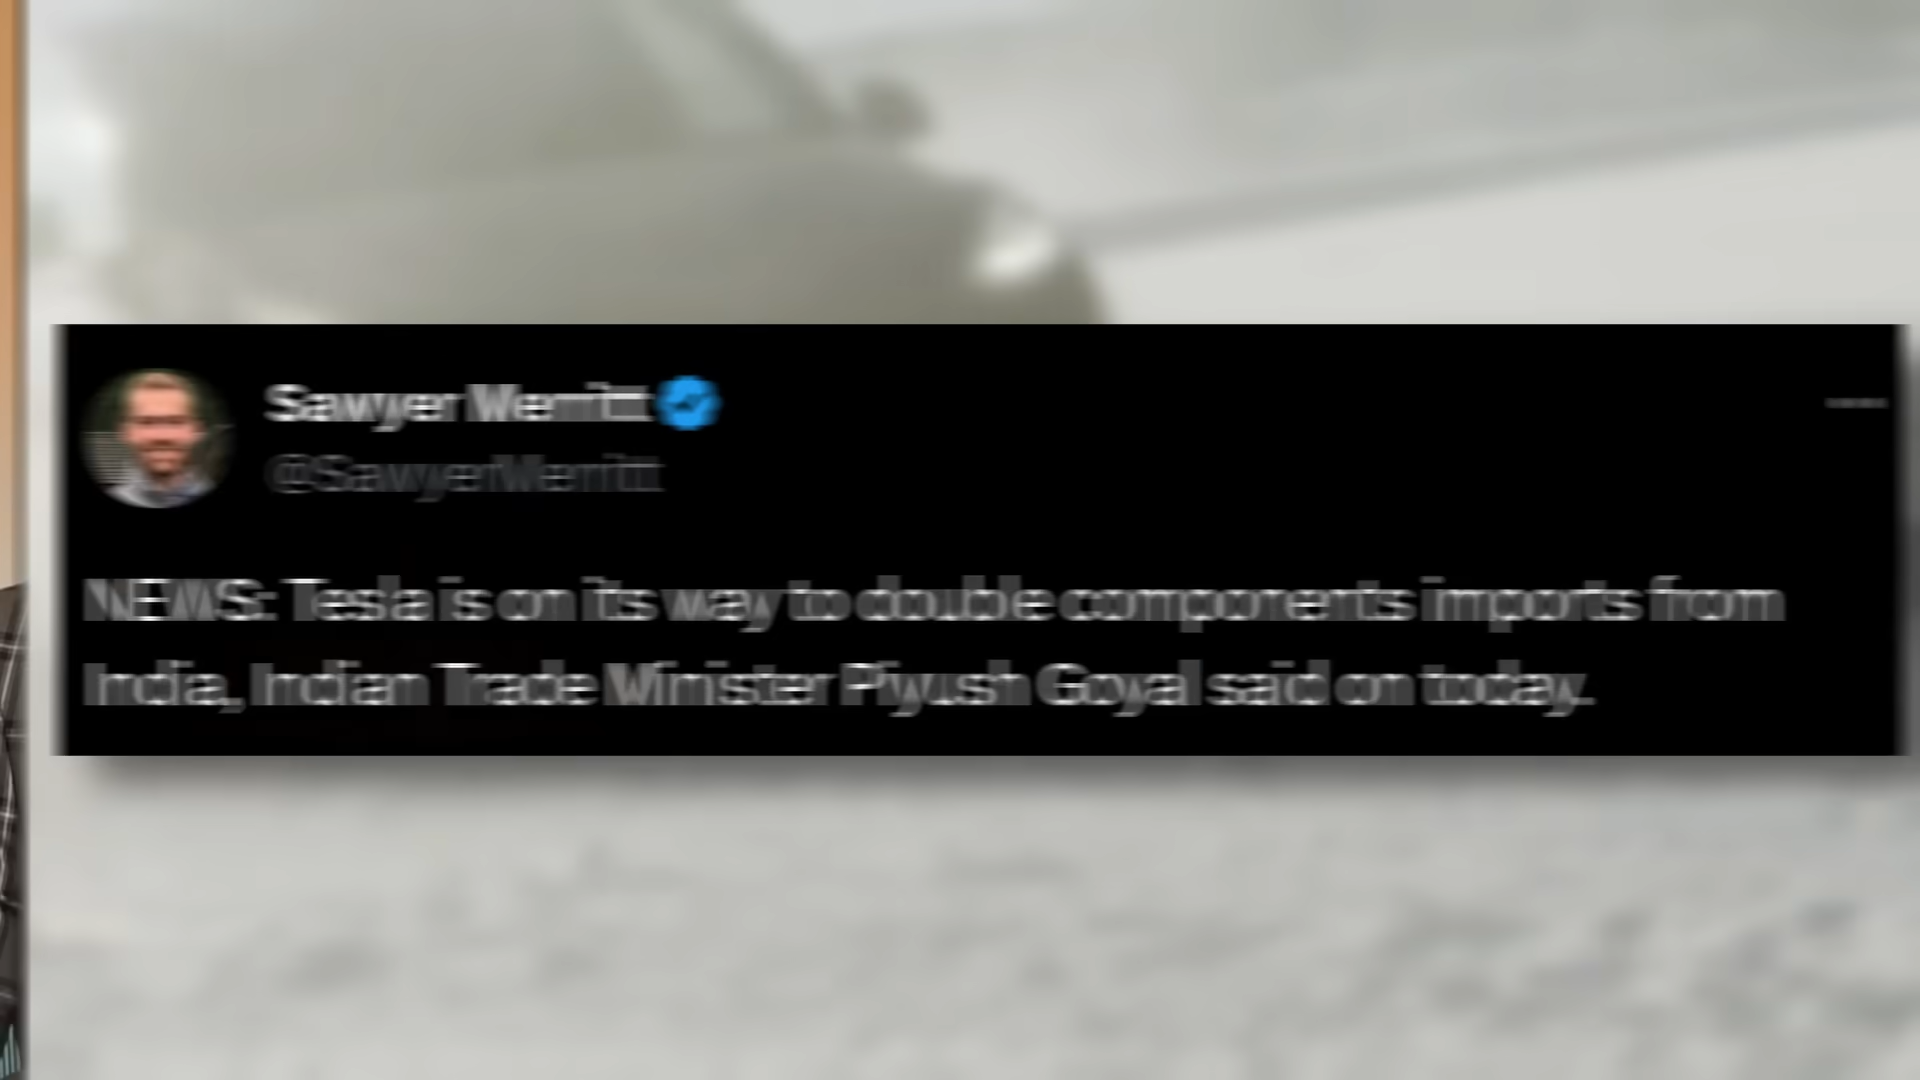 Sawyer Merritt
@SawyerMerritt
NEWS: Tesla is on its way to double components imports from
India, Indian Trade Minister Piyush Goyal said on today.